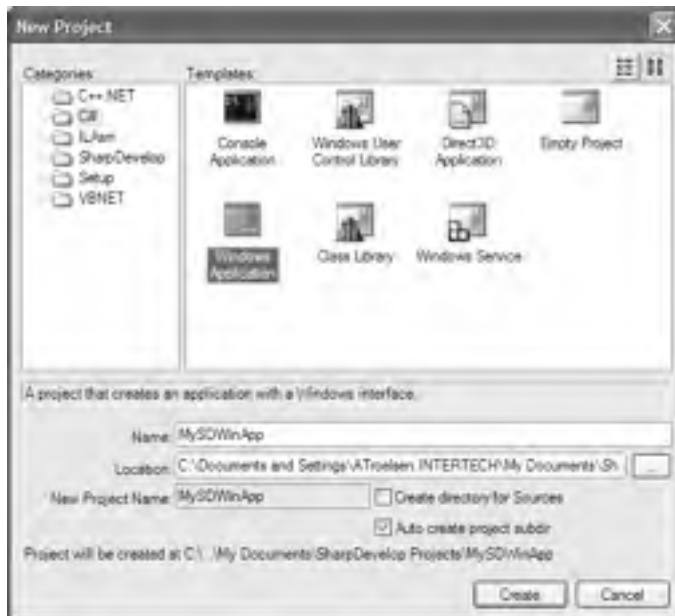 New Project
Categories:
Templates:
C++.NET
C#
ILAsm
SharpDevelop
Setup
VBNET
Console Application
Windows User Control Library
Direct3D Application
Empty Project
Windows Application
Class Library
Windows Service
A project that creates an application with a Windows interface.
Name: MySDWinApp
Location: C:\Documents and Settings\ATroelsen.INTERTECH\My Documents\Sh ...
New Project Name: MySDWinApp
Create directory for Sources
Auto create project subdir
Project will be created at C:\...\My Documents\SharpDevelop Projects\MySDWinApp
Create
Cancel